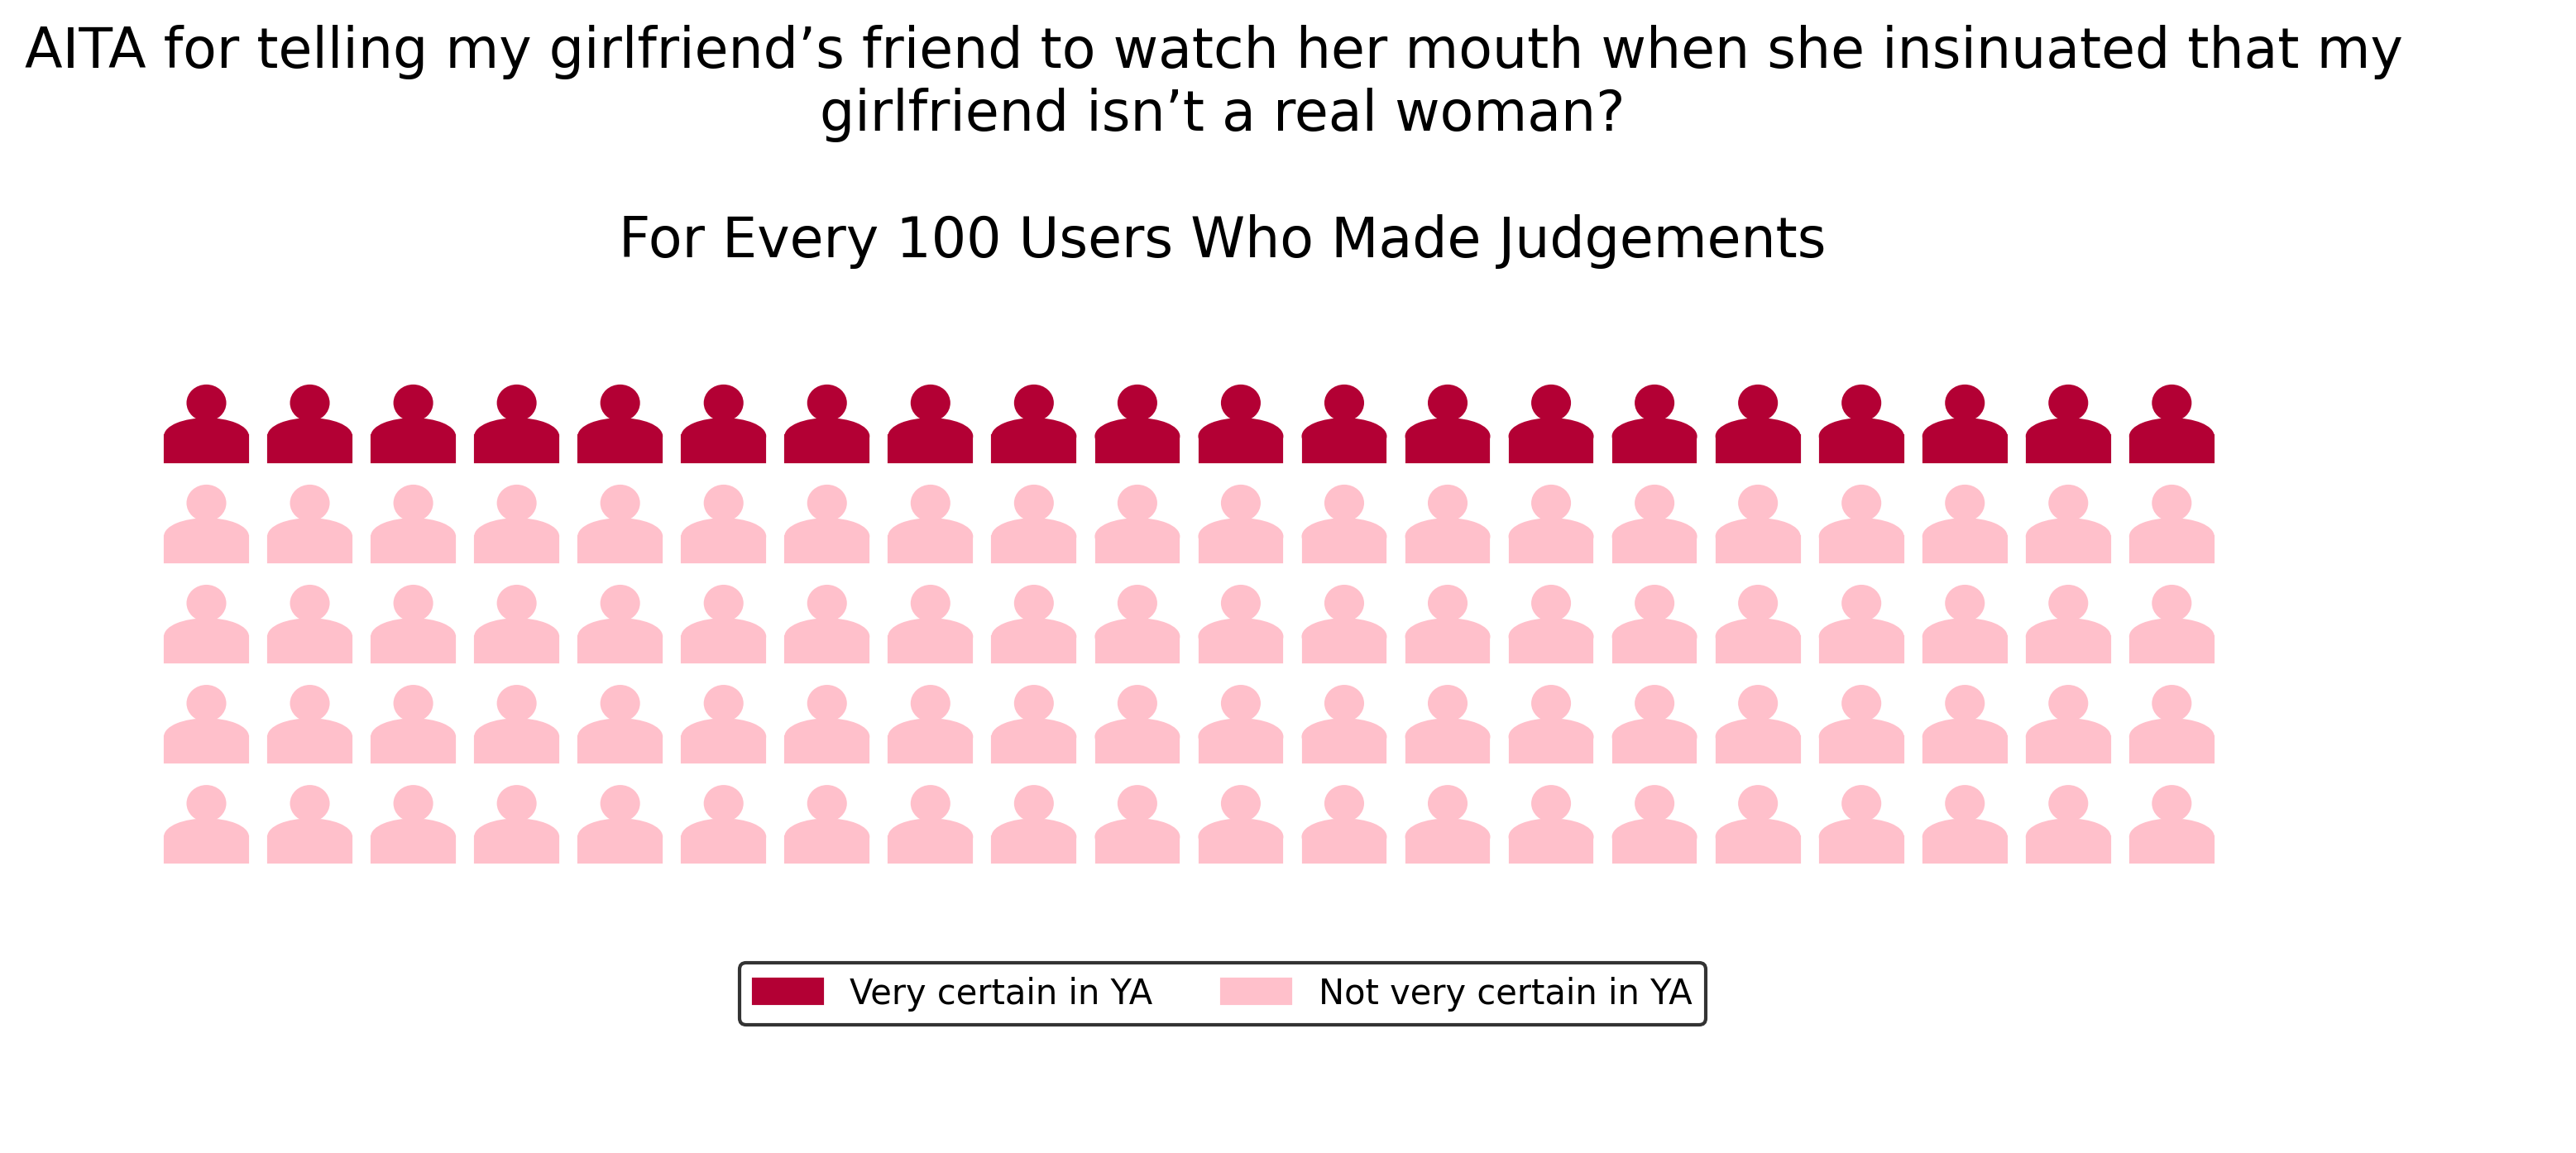 AITA for telling my girlfriend’s friend to watch her mouth when she insinuated that my
girlfriend isn’t a real woman?
For Every 100 Users Who Made Judgements
Very certain in YA
Not very certain in YA